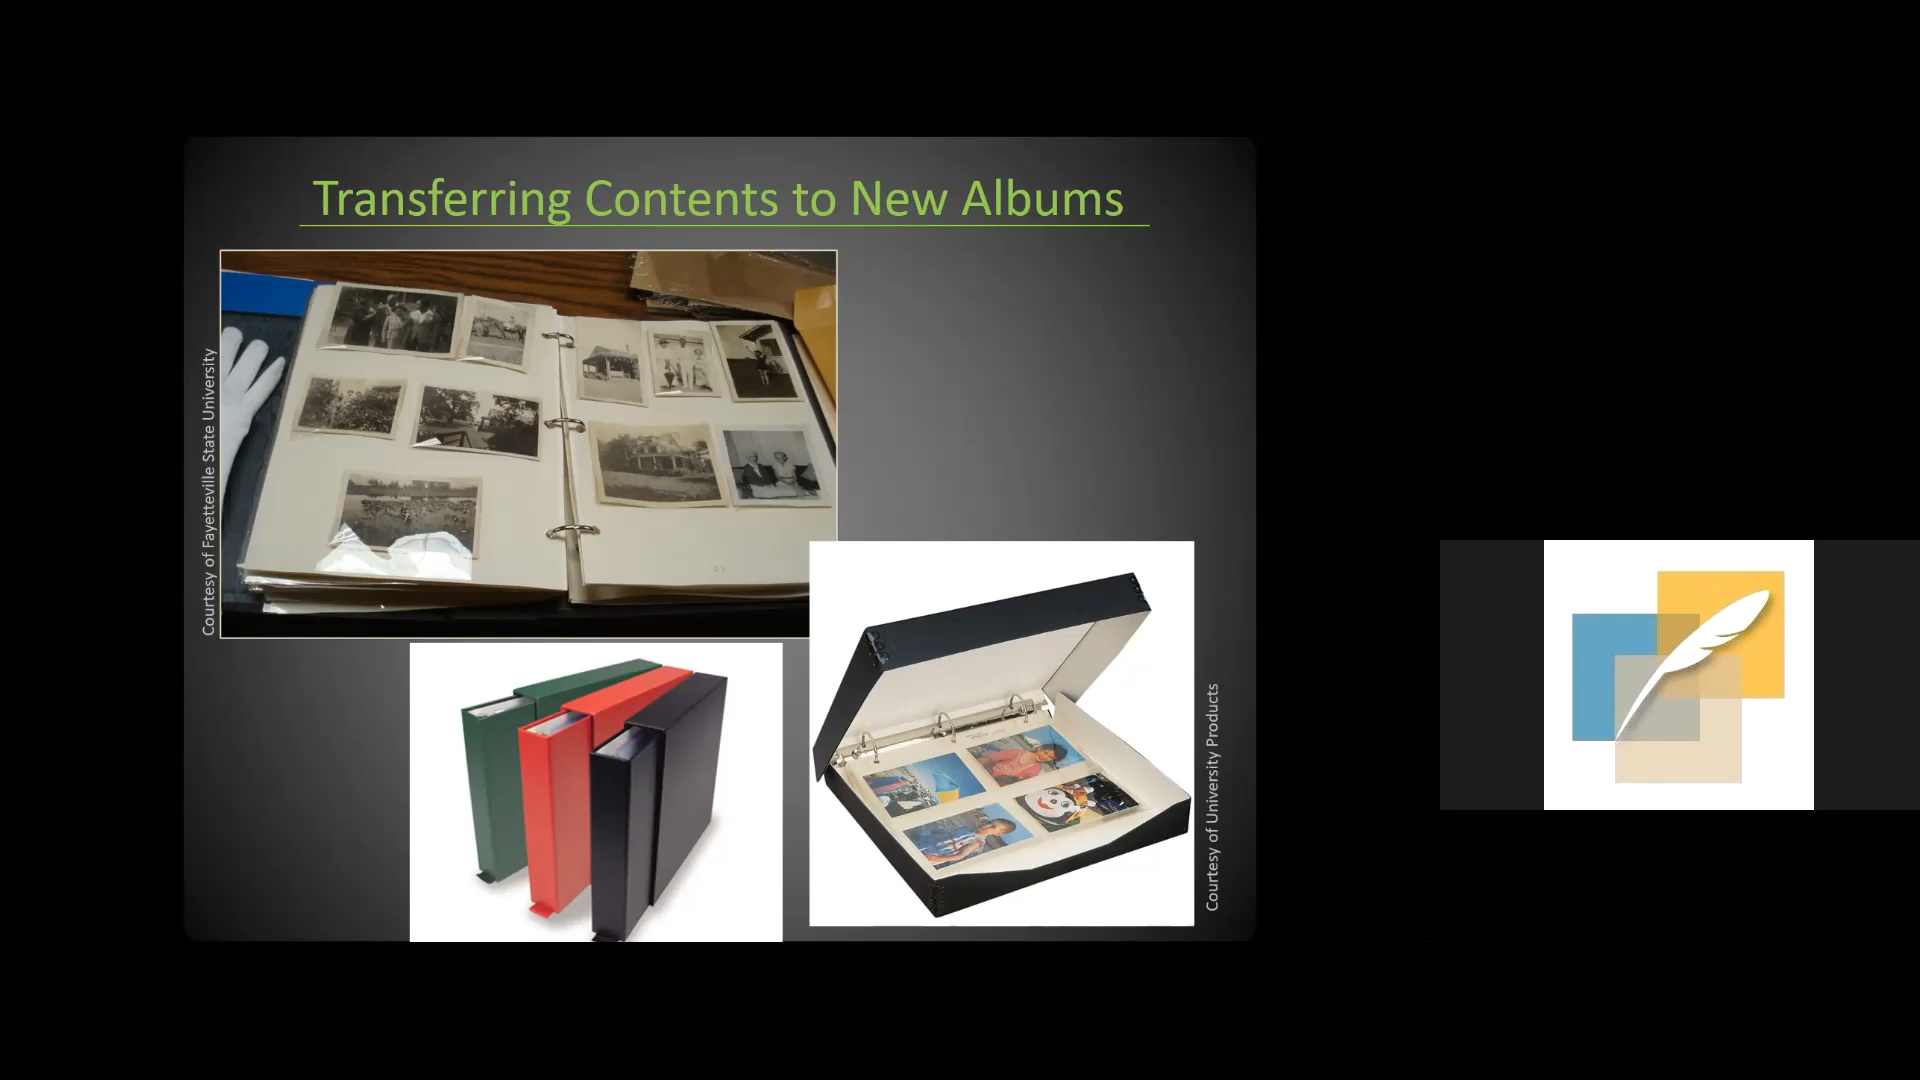 Transferring Contents to New Albums
Courtesy of Fayetteville State University
Courtesy of University Products